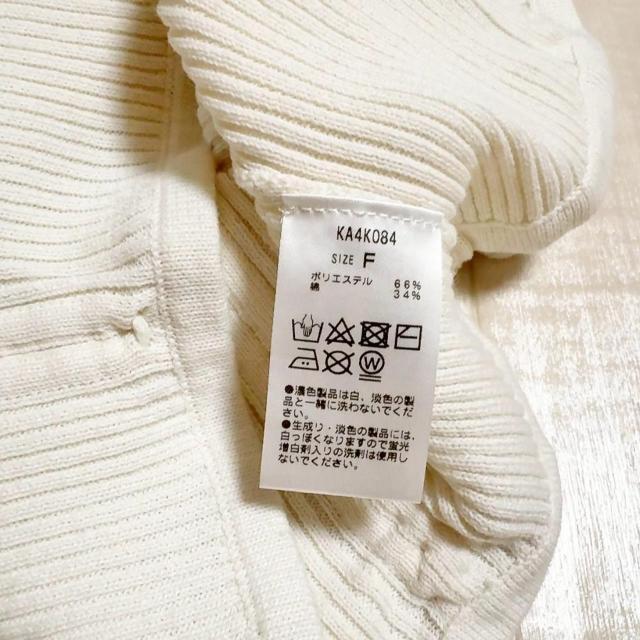 KA4K084
SIZE F
ポリエステル 66%
綿 34%
W
●濃色製品は白、淡色の製
品と一緒に洗わないでくだ
さい。
●生成り・淡色の製品には、
白っぽくなりますので蛍光
増白剤入りの洗剤は使用し
ないでください。